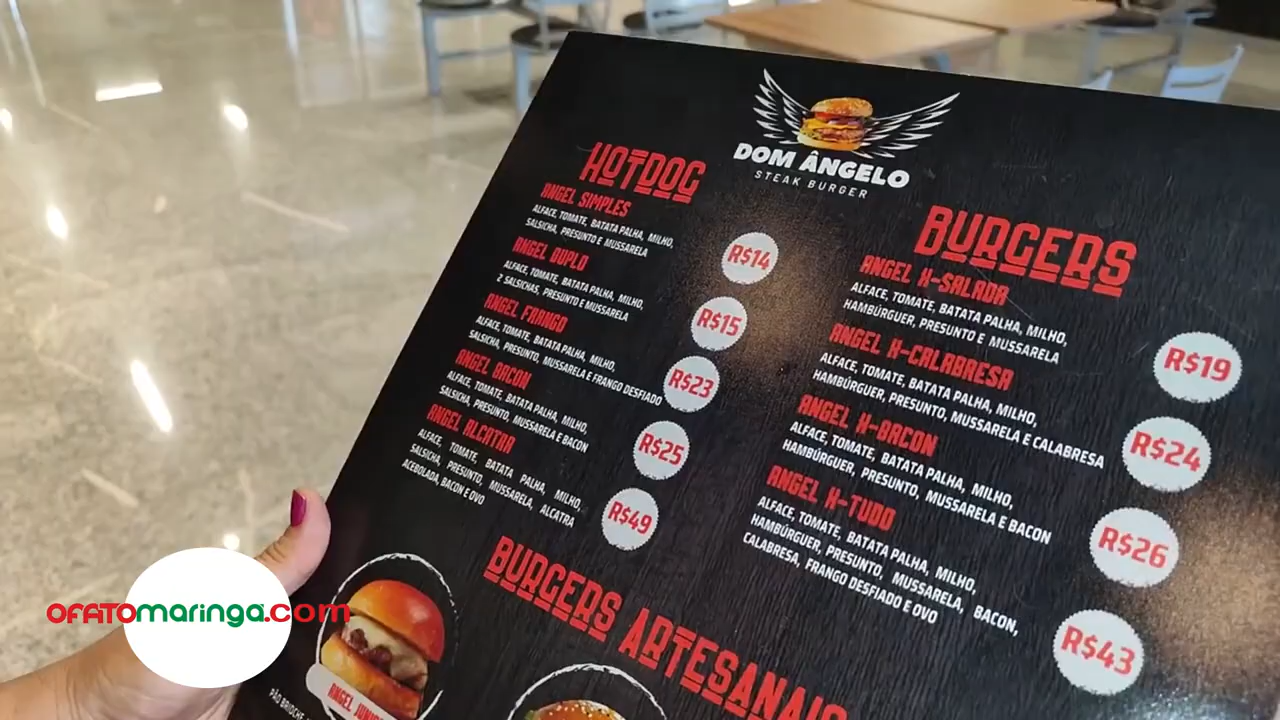 DOM ÂNGELO
STEAK BURGER
HOTDOG
ANGEL SIMPLES
ALFACE, TOMATE, BATATA PALHA, MILHO,
SALSICHA, PRESUNTO E MUSSARELA
R$14
ANGEL DUPLO
ALFACE, TOMATE, BATATA PALHA, MILHO,
2 SALSICHAS, PRESUNTO E MUSSARELA
R$15
ANGEL FRANGO
ALFACE, TOMATE, BATATA PALHA, MILHO,
SALSICHA, PRESUNTO, MUSSARELA E FRANGO DESFIADO
R$23
ANGEL BACON
ALFACE, TOMATE, BATATA PALHA, MILHO,
SALSICHA, PRESUNTO, MUSSARELA E BACON
R$25
ANGEL ALCATRA
ALFACE, TOMATE, BATATA PALHA, MILHO,
SALSICHA, PRESUNTO, MUSSARELA, ALCATRA
ACEBOLADA, BACON E OVO
R$49
BURGERS
ANGEL X-SALADA
ALFACE, TOMATE, BATATA PALHA, MILHO,
HAMBÚRGUER, PRESUNTO E MUSSARELA
R$19
ANGEL X-CALABRESA
ALFACE, TOMATE, BATATA PALHA, MILHO,
HAMBÚRGUER, PRESUNTO, MUSSARELA E CALABRESA
R$24
ANGEL X-BACON
ALFACE, TOMATE, BATATA PALHA, MILHO,
HAMBÚRGUER, PRESUNTO, MUSSARELA E BACON
R$26
ANGEL X-TUDO
ALFACE, TOMATE, BATATA PALHA, MILHO,
HAMBÚRGUER, PRESUNTO, MUSSARELA, BACON,
CALABRESA, FRANGO DESFIADO E OVO
R$43
BURGERS ARTESANAIS
ANGEL JUNIOR
PÃO BRIOCHE
OFATOmaringá.com